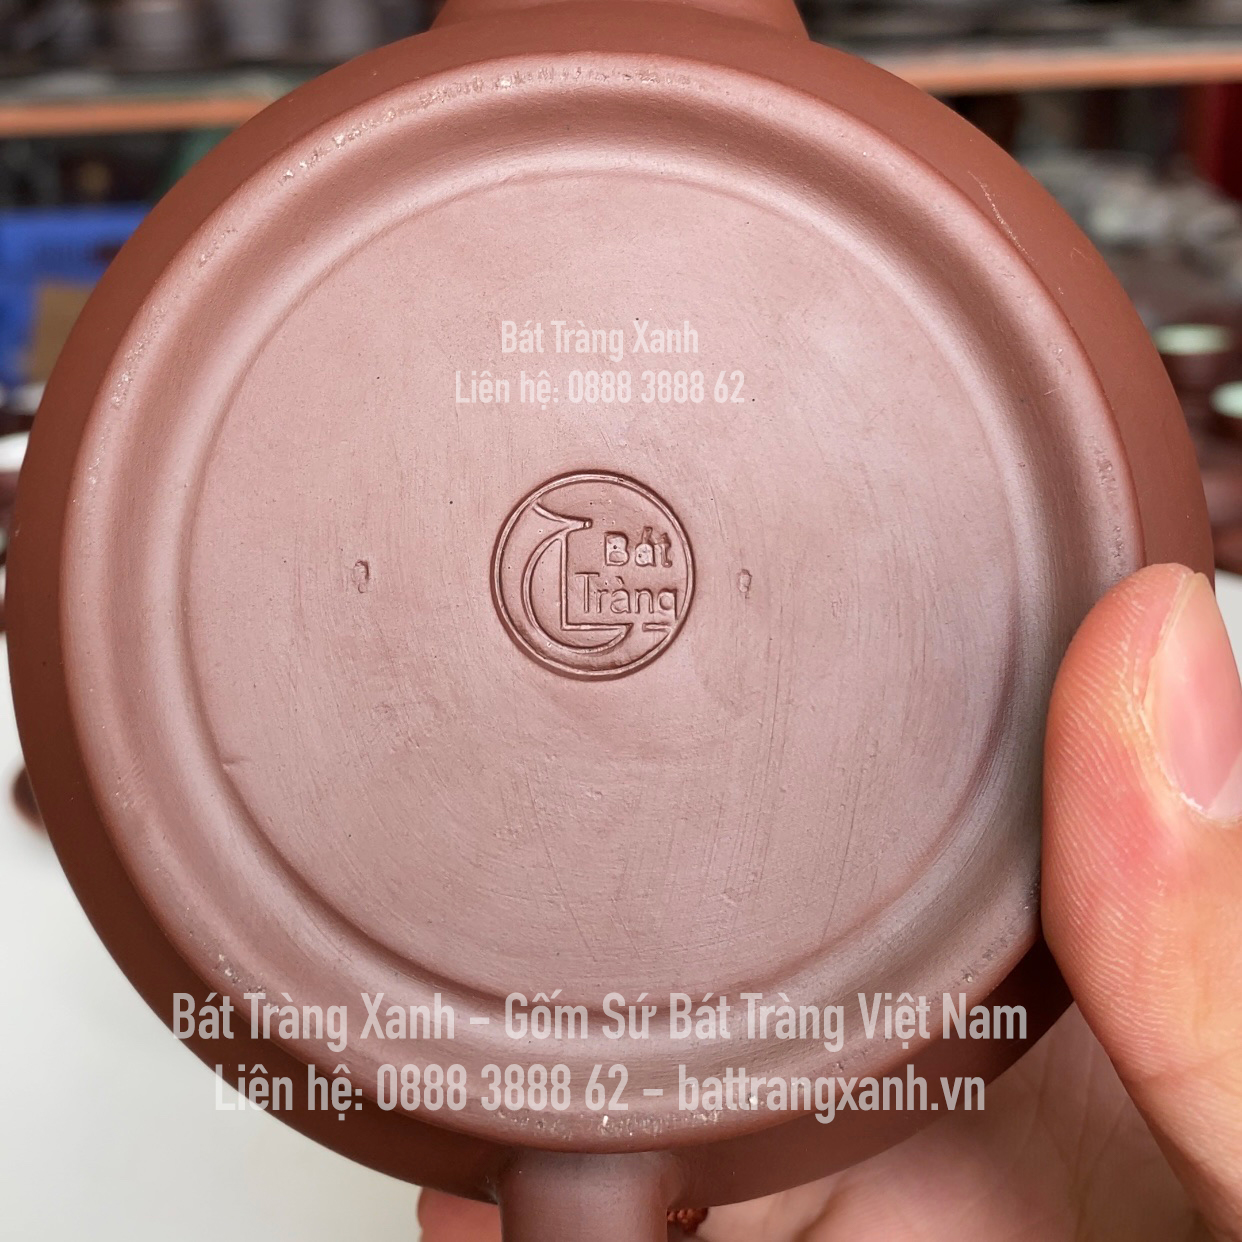 Bát Tràng Xanh
Liên hệ: 0888 3888 62
Bát
Tràng
Bát Tràng Xanh - Gốm Sứ Bát Tràng Việt Nam
Liên hệ: 0888 3888 62 - battrangxanh.vn